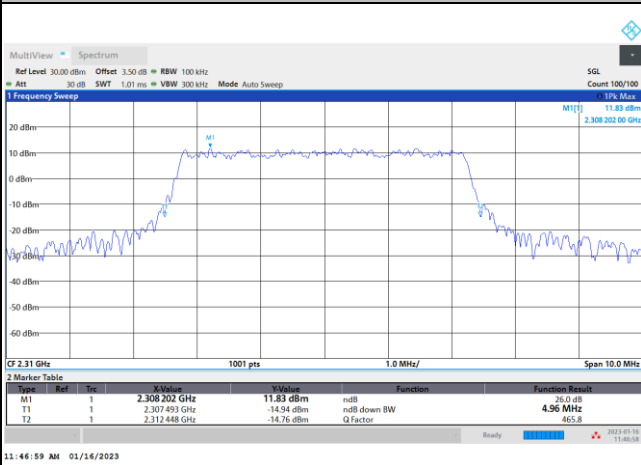 MultiView Spectrum
Ref Level 30.00 dBm Offset 3.50 dB RBW 100 kHz SGL
Att 30 dB SWT 1.01 ms VBW 300 kHz Mode Auto Sweep Count 100/100
1 Frequency Sweep 1Pk Max
M1[1] 11.83 dBm
2.308 202 00 GHz
20 dBm
M1
10 dBm
0 dBm
-10 dBm
-20 dBm
-30 dBm
-40 dBm
-50 dBm
-60 dBm
CF 2.31 GHz 1001 pts 1.0 MHz/ Span 10.0 MHz
2 Marker Table
Type Ref Trc X-Value Y-Value Function Function Result
M1 1 2.308 202 GHz 11.83 dBm ndB 26.0 dB
T1 1 2.307 493 GHz -14.94 dBm ndB down BW 4.96 MHz
T2 1 2.312 448 GHz -14.76 dBm Q Factor 465.8
Ready 2023-01-16
11:46:58
11:46:59 AM 01/16/2023